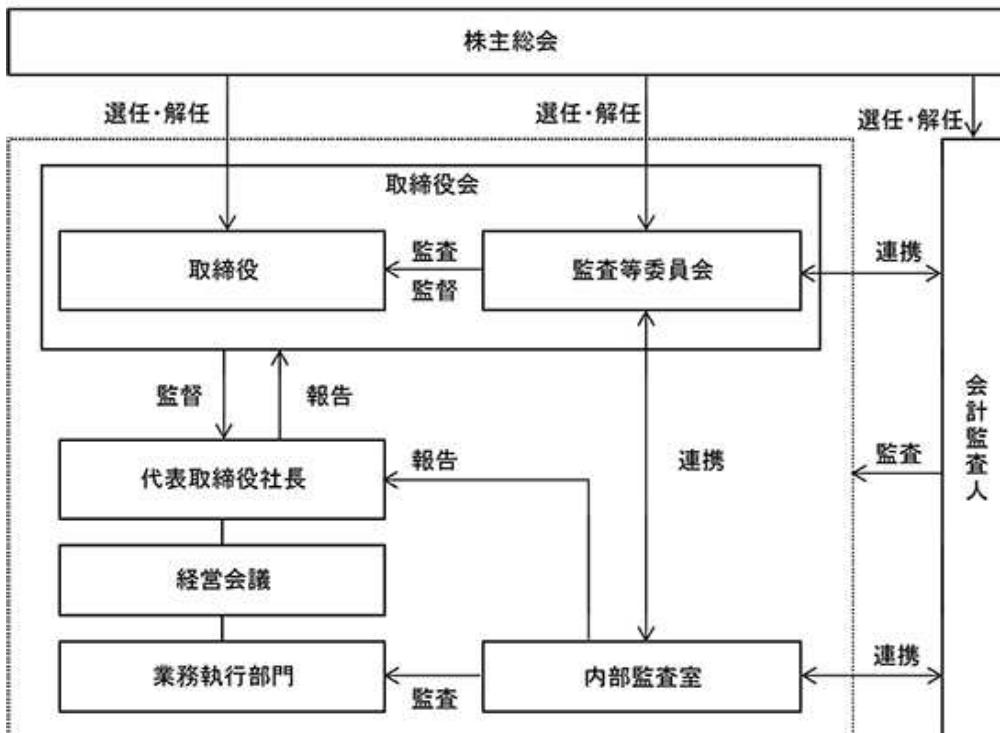 株主総会
選任・解任
選任・解任
選任・解任
取締役会
取締役
監査
監督
監査等委員会
連携
監督
報告
会計監査人
代表取締役社長
報告
連携
監査
経営会議
業務執行部門
監査
内部監査室
連携